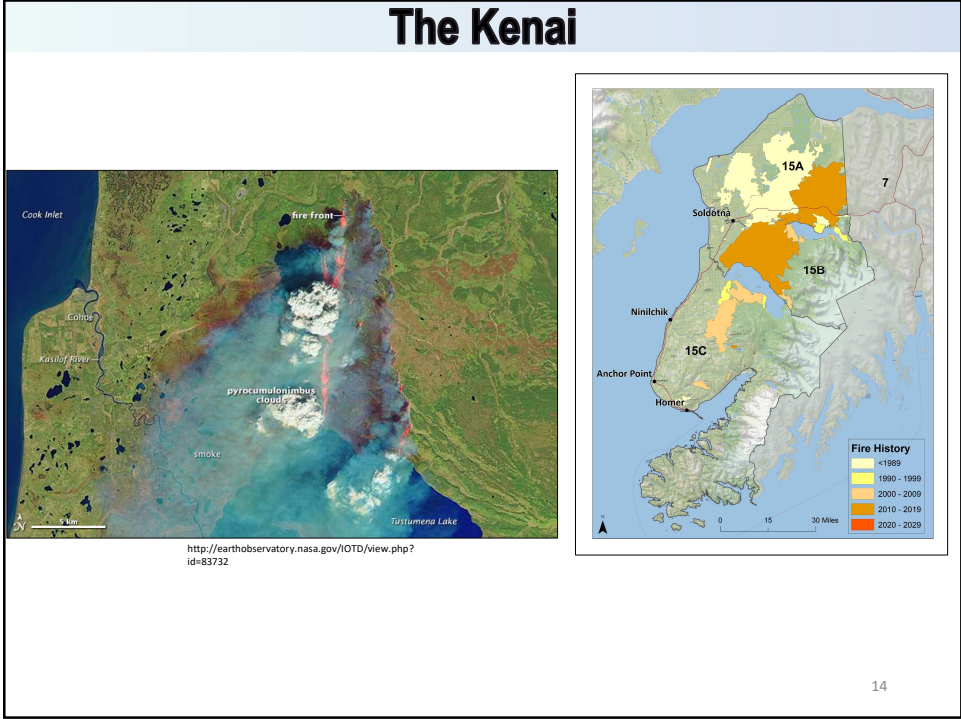 The Kenai
Cook Inlet
fire front
Cohoe
Kasilof River
pyrocumulonimbus
clouds
smoke
N
5 km
Tustumena Lake
http://earthobservatory.nasa.gov/IOTD/view.php?
id=83732
15A
7
Soldotna
15B
Ninilchik
15C
Anchor Point
Homer
Fire History
<1989
1990 - 1999
2000 - 2009
2010 - 2019
2020 - 2029
N
0 15 30 Miles
14